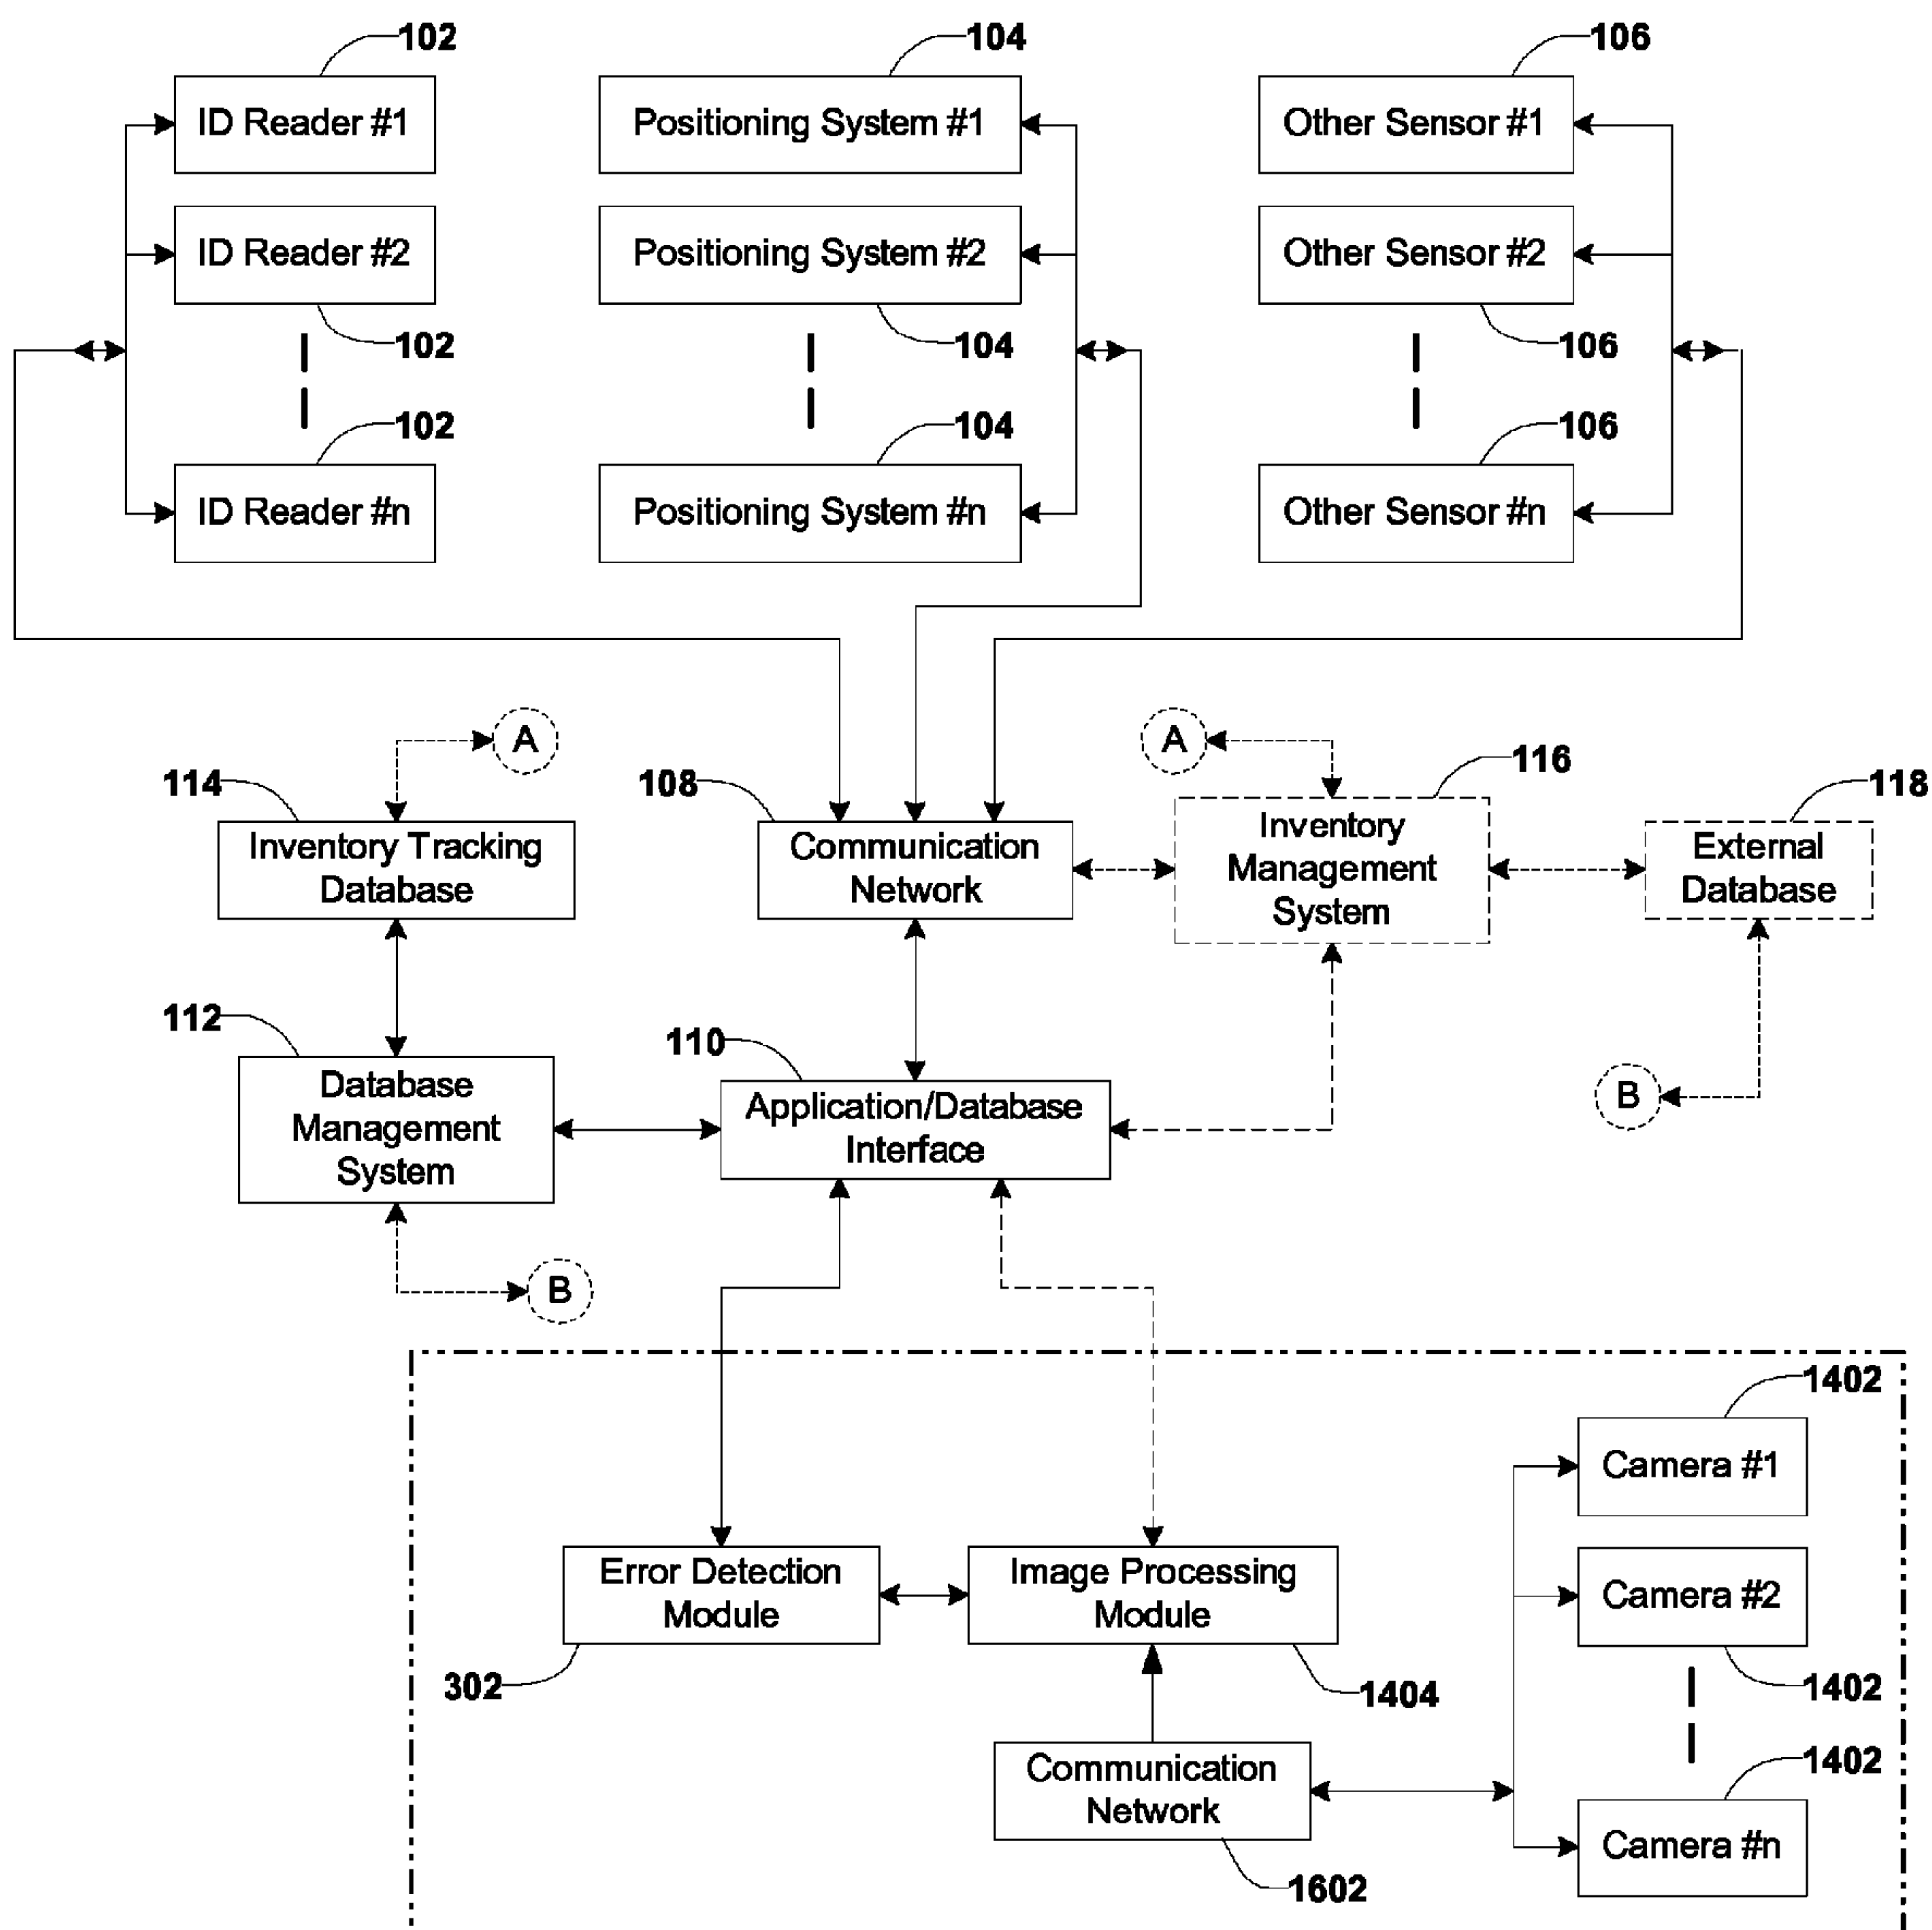 102
104
106
ID Reader #1
Positioning System #1
Other Sensor #1
ID Reader #2
Positioning System #2
Other Sensor #2
102
104
106
102
104
106
ID Reader #n
Positioning System #n
Other Sensor #n
A
A
114
108
116
118
Inventory Tracking
Database
Communication
Network
Inventory
Management
System
External
Database
112
110
B
Database
Management
System
Application/Database
Interface
B
1402
Camera #1
Error Detection
Module
Image Processing
Module
Camera #2
302
1404
1402
1402
Communication
Network
Camera #n
1602